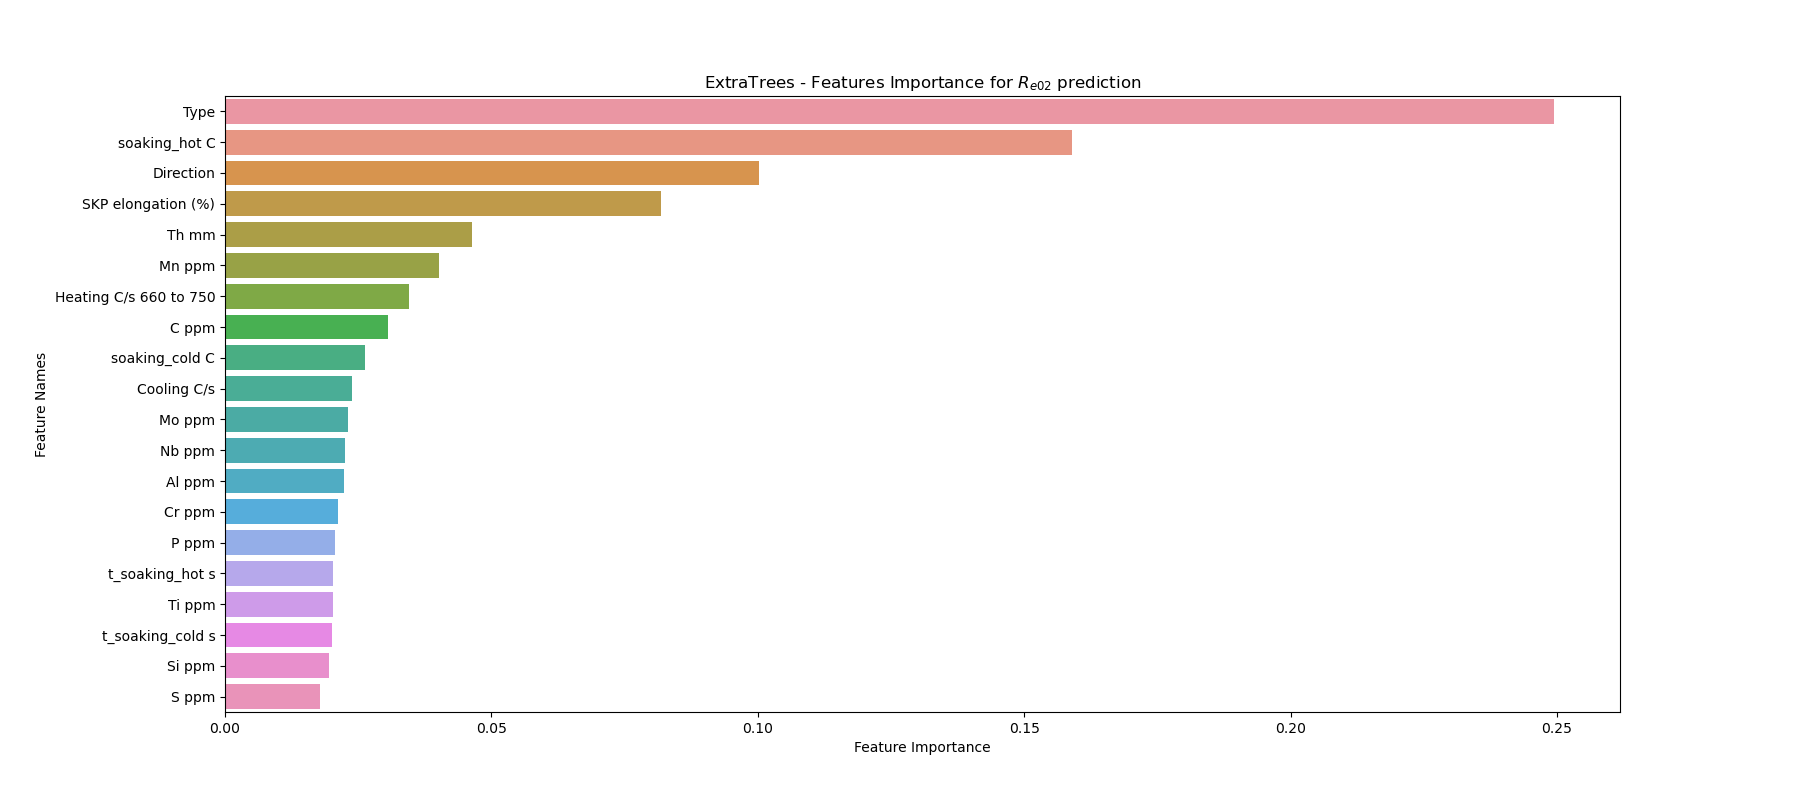 ExtraTrees - Features Importance for Re02 prediction
Type
soaking_hot C
Direction
SKP elongation (%)
Th mm
Mn ppm
Heating C/s 660 to 750
C ppm
soaking_cold C
Cooling C/s
Mo ppm
Nb ppm
Al ppm
Cr ppm
P ppm
t_soaking_hot s
Ti ppm
t_soaking_cold s
Si ppm
S ppm
Feature Names
0.00 0.05 0.10 0.15 0.20 0.25
Feature Importance